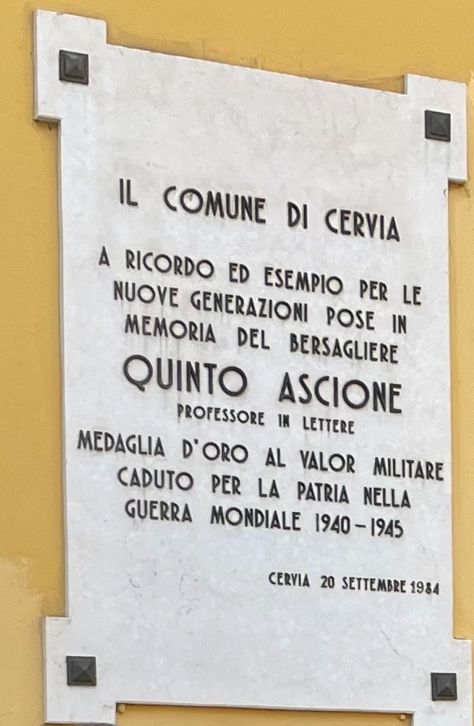 IL COMUNE DI CERVIA
A RICORDO ED ESEMPIO PER LE
NUOVE GENERAZIONI POSE IN
MEMORIA DEL BERSAGLIERE
QUINTO ASCIONE
PROFESSORE IN LETTERE
MEDAGLIA D'ORO AL VALOR MILITARE
CADUTO PER LA PATRIA NELLA
GUERRA MONDIALE 1940-1945
CERVIA 20 SETTEMBRE 1984